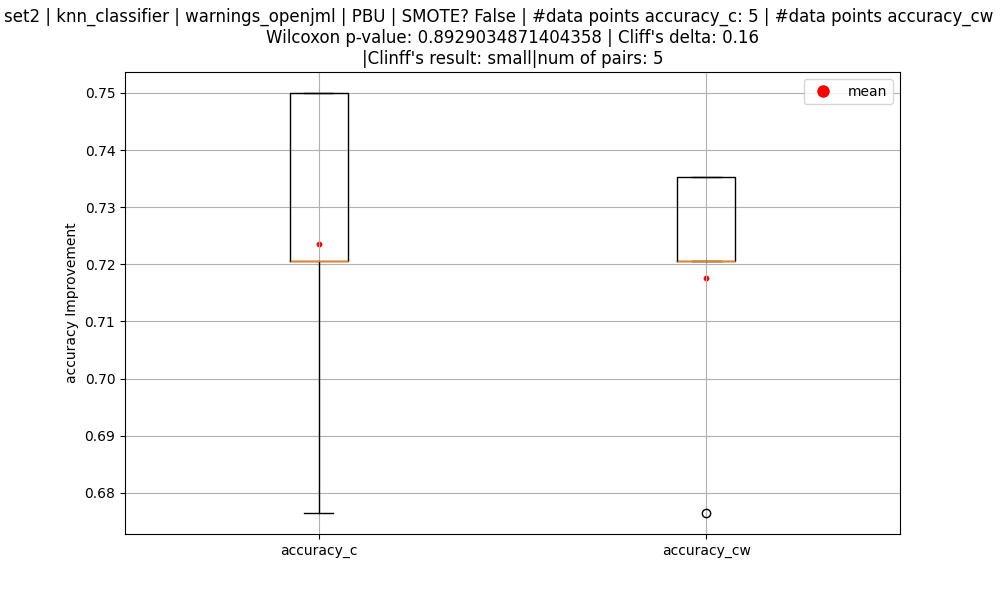 set2 | knn_classifier | warnings_openjml | PBU | SMOTE? False | #data points accuracy_c: 5 | #data points accuracy_cw
Wilcoxon p-value: 0.8929034871404358 | Cliff's delta: 0.16
|Clinff's result: small|num of pairs: 5
mean
accuracy Improvement
0.75
0.74
0.73
0.72
0.71
0.70
0.69
0.68
accuracy_c
accuracy_cw